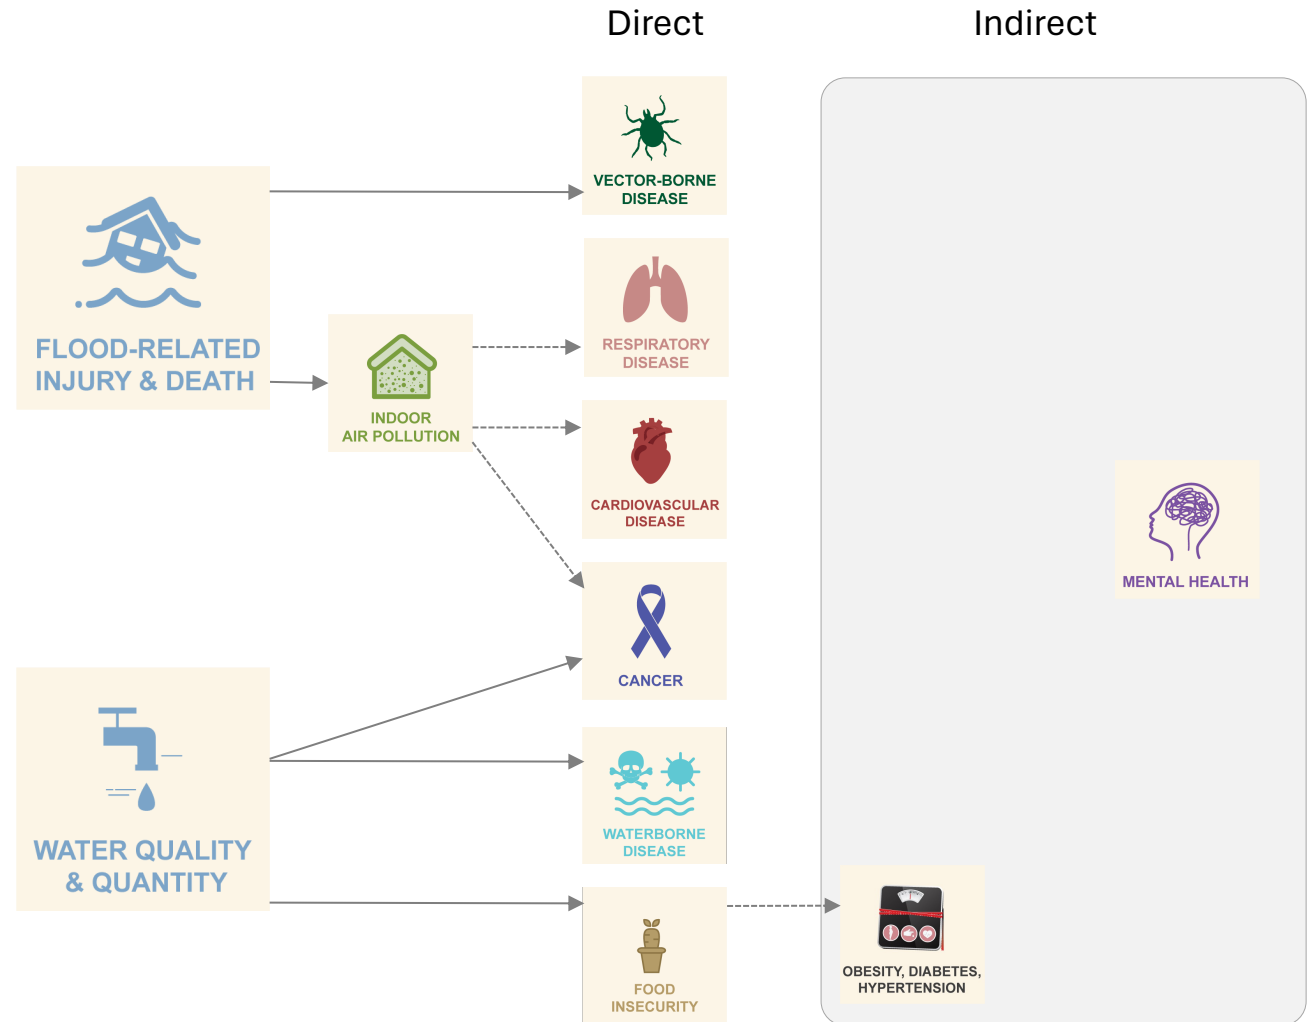 Direct
Indirect
VECTOR-BORNE
DISEASE
FLOOD-RELATED
INJURY & DEATH
RESPIRATORY
DISEASE
INDOOR
AIR POLLUTION
CARDIOVASCULAR
DISEASE
MENTAL HEALTH
CANCER
WATER QUALITY
& QUANTITY
WATERBORNE
DISEASE
FOOD
INSECURITY
OBESITY, DIABETES,
HYPERTENSION